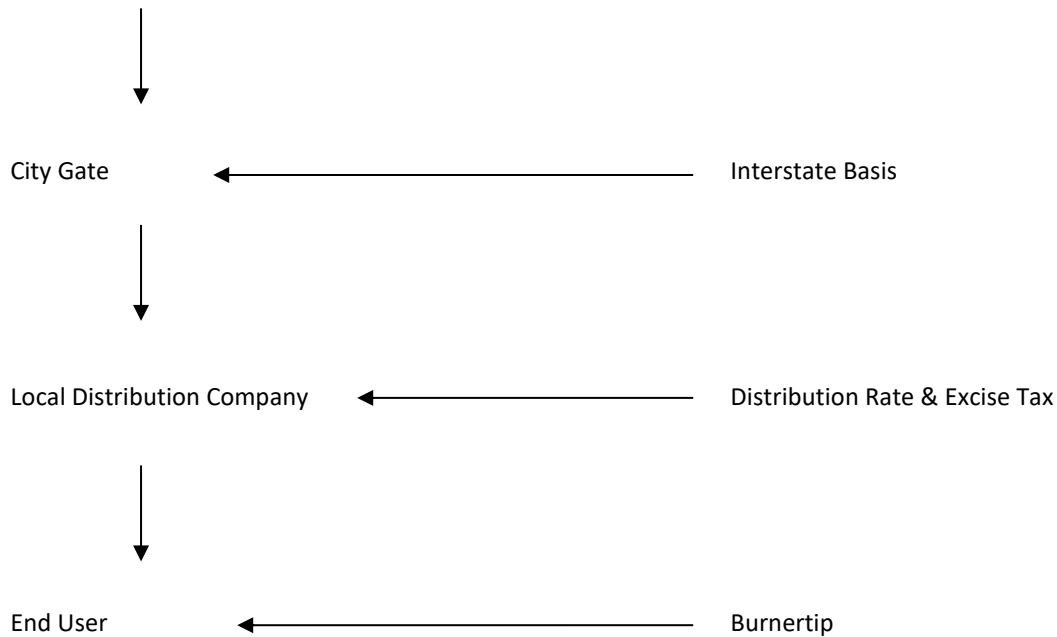 City Gate Interstate Basis
Local Distribution Company Distribution Rate & Excise Tax
End User Burnertip